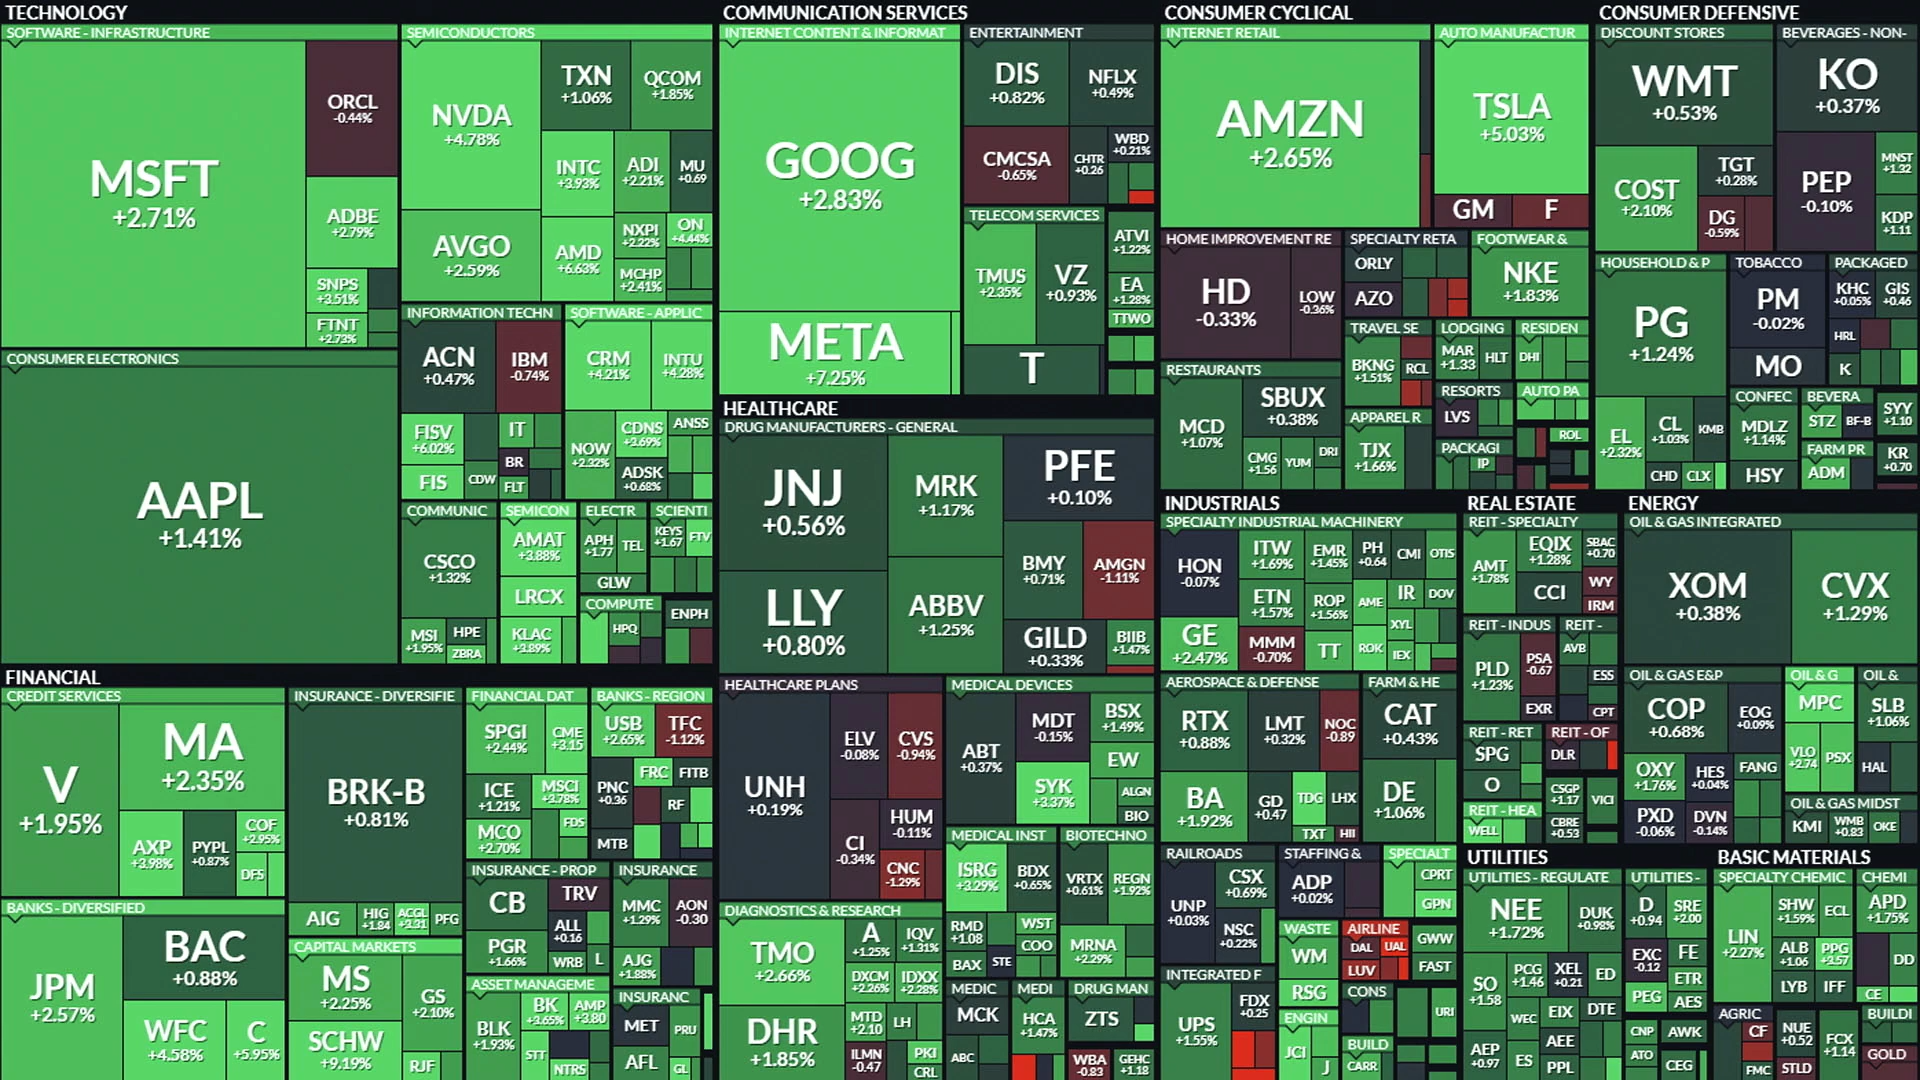 TECHNOLOGY
SOFTWARE - INFRASTRUCTURE
MSFT
+2.71%
ORCL
-0.44%
ADBE
+2.79%
SNPS
+3.51%
FTNT
+2.73%
SEMICONDUCTORS
NVDA
+4.78%
TXN
+1.06%
QCOM
+1.85%
INTC
+3.93%
ADI
+2.21%
MU
+0.69
AVGO
+2.59%
AMD
+6.63%
NXPI
+2.22%
ON
+4.44%
MCHP
+2.41%
CONSUMER ELECTRONICS
AAPL
+1.41%
INFORMATION TECHN
ACN
+0.47%
IBM
-0.74%
FISV
+6.02%
IT
BR
FIS
CDW
FLT
SOFTWARE - APPLIC
CRM
+4.21%
INTU
+4.28%
NOW
+2.32%
CDNS
+2.69%
ANSS
ADSK
+0.68%
COMMUNIC
CSCO
+1.32%
MSI
+1.95%
HPE
ZBRA
SEMICON
AMAT
+3.88%
LRCX
KLAC
+3.89%
ELECTR
APH
+1.77
TEL
GLW
SCIENTI
KEYS
+1.67
FTV
COMPUTE
HPQ
ENPH
COMMUNICATION SERVICES
INTERNET CONTENT & INFORMAT
GOOG
+2.83%
META
+7.25%
ENTERTAINMENT
DIS
+0.82%
NFLX
+0.49%
CMCSA
-0.65%
CHTR
+0.26
WBD
+0.21%
TELECOM SERVICES
TMUS
+2.35%
VZ
+0.93%
T
ATVI
+1.22%
EA
+1.28%
TTWO
CONSUMER CYCLICAL
INTERNET RETAIL
AMZN
+2.65%
AUTO MANUFACTUR
TSLA
+5.03%
GM
F
HOME IMPROVEMENT RE
HD
-0.33%
LOW
-0.36%
SPECIALTY RETA
ORLY
AZO
FOOTWEAR &
NKE
+1.83%
RESTAURANTS
MCD
+1.07%
SBUX
+0.38%
CMG
+1.56
YUM
DRI
TRAVEL SE
BKNG
+1.51%
RCL
LODGING
MAR
+1.33
HLT
RESIDEN
DHI
RESORTS
LVS
AUTO PA
APPAREL R
TJX
+1.66%
PACKAGI
IP
ROL
CONSUMER DEFENSIVE
DISCOUNT STORES
WMT
+0.53%
COST
+2.10%
TGT
+0.28%
DG
-0.59%
BEVERAGES - NON-
KO
+0.37%
PEP
-0.10%
MNST
+1.32
KDP
+1.11
HOUSEHOLD & P
PG
+1.24%
EL
+2.32%
CL
+1.03%
KMB
CHD
CLX
TOBACCO
PM
-0.02%
MO
PACKAGED
KHC
+0.05%
GIS
+0.46
HRL
K
CONFEC
MDLZ
+1.14%
HSY
BEVERA
STZ
BF-B
SYY
+1.10
FARM PR
ADM
KR
+0.70
HEALTHCARE
DRUG MANUFACTURERS - GENERAL
JNJ
+0.56%
MRK
+1.17%
PFE
+0.10%
LLY
+0.80%
ABBV
+1.25%
BMY
+0.71%
AMGN
-1.11%
GILD
+0.33%
BIIB
+1.47%
HEALTHCARE PLANS
UNH
+0.19%
ELV
-0.08%
CVS
-0.94%
CI
-0.34%
HUM
-0.11%
CNC
-1.29%
MEDICAL DEVICES
ABT
+0.37%
MDT
-0.15%
BSX
+1.49%
SYK
+3.37%
EW
ALGN
BIO
MEDICAL INST
ISRG
+3.29%
BDX
+0.65%
RMD
+1.08
WST
COO
BAX
STE
BIOTECHNO
VRTX
+0.61%
REGN
+1.92%
MRNA
+2.29%
DIAGNOSTICS & RESEARCH
TMO
+2.66%
A
+1.25%
IQV
+1.31%
DXCM
+2.26%
IDXX
+2.28%
DHR
+1.85%
MTD
+2.10
LH
ILMN
-0.47
PKI
CRL
MEDIC
MCK
ABC
MEDI
HCA
+1.47%
DRUG MAN
ZTS
WBA
-0.83
GEHC
+1.18
INDUSTRIALS
SPECIALTY INDUSTRIAL MACHINERY
HON
-0.07%
ITW
+1.69%
EMR
+1.45%
PH
+0.64
CMI
OTIS
ETN
+1.57%
ROP
+1.56%
AME
IR
DOV
GE
+2.47%
MMM
-0.70%
TT
ROK
XYL
IEX
AEROSPACE & DEFENSE
RTX
+0.88%
LMT
+0.32%
NOC
-0.89
BA
+1.92%
GD
+0.47
TDG
LHX
TXT
HII
FARM & HE
CAT
+0.43%
DE
+1.06%
RAILROADS
UNP
+0.03%
CSX
+0.69%
NSC
+0.22%
STAFFING &
ADP
+0.02%
SPECIALT
CPRT
GPN
WASTE
WM
RSG
AIRLINE
DAL
UAL
LUV
GWW
FAST
INTEGRATED F
UPS
+1.55%
FDX
+0.25
ENGIN
JCI
J
CONS
URI
BUILD
CARR
REAL ESTATE
REIT - SPECIALTY
AMT
+1.78%
EQIX
+1.28%
SBAC
+0.70
CCI
WY
IRM
REIT - INDUS
PLD
+1.23%
PSA
-0.67
EXR
REIT -
AVB
ESS
CPT
REIT - RET
SPG
O
REIT - OF
DLR
REIT - HEA
WELL
CSGP
+1.17
VICI
CBRE
+0.53
ENERGY
OIL & GAS INTEGRATED
XOM
+0.38%
CVX
+1.29%
OIL & GAS E&P
COP
+0.68%
EOG
+0.09%
OXY
+1.76%
HES
+0.04%
FANG
PXD
-0.06%
DVN
-0.14%
OIL & G
MPC
VLO
+2.74
PSX
OIL &
SLB
+1.06%
HAL
OIL & GAS MIDST
KMI
WMB
+0.83
OKE
UTILITIES
UTILITIES - REGULATE
NEE
+1.72%
DUK
+0.98%
SO
+1.58
PCG
+1.46
XEL
+0.21
ED
WEC
EIX
DTE
AEP
+0.97
ES
AEE
PPL
UTILITIES -
D
+0.94
SRE
+2.00
EXC
-0.12
FE
ETR
PEG
AES
CNP
AWK
ATO
CEG
BASIC MATERIALS
SPECIALTY CHEMIC
LIN
+2.27%
SHW
+1.59%
ECL
ALB
+1.06
PPG
+3.57
LYB
IFF
CHEMI
APD
+1.75%
DD
CE
AGRIC
CF
FMC
NUE
+0.52
STLD
FCX
+1.14
BUILDI
GOLD
FINANCIAL
CREDIT SERVICES
V
+1.95%
MA
+2.35%
AXP
+3.98%
PYPL
+0.87%
COF
+2.95%
DFS
INSURANCE - DIVERSIFIE
BRK-B
+0.81%
AIG
HIG
+1.84
ACGL
+3.31
PFG
FINANCIAL DAT
SPGI
+2.44%
CME
+3.15
ICE
+1.21%
MSCI
+3.78%
MCO
+2.70%
FDS
BANKS - REGION
USB
+2.65%
TFC
-1.12%
PNC
+0.36
FRC
FITB
RF
MTB
BANKS - DIVERSIFIED
JPM
+2.57%
BAC
+0.88%
WFC
+4.58%
C
+5.95%
CAPITAL MARKETS
MS
+2.25%
GS
+2.10%
SCHW
+9.19%
RJF
INSURANCE - PROP
CB
TRV
ALL
+0.16
PGR
+1.66%
WRB
L
INSURANCE
MMC
+1.29%
AON
-0.30
AJG
+1.88%
ASSET MANAGEME
BLK
+1.93%
BK
+3.65%
AMP
+3.80
STT
NTRS
INSURANC
MET
PRU
AFL
GL